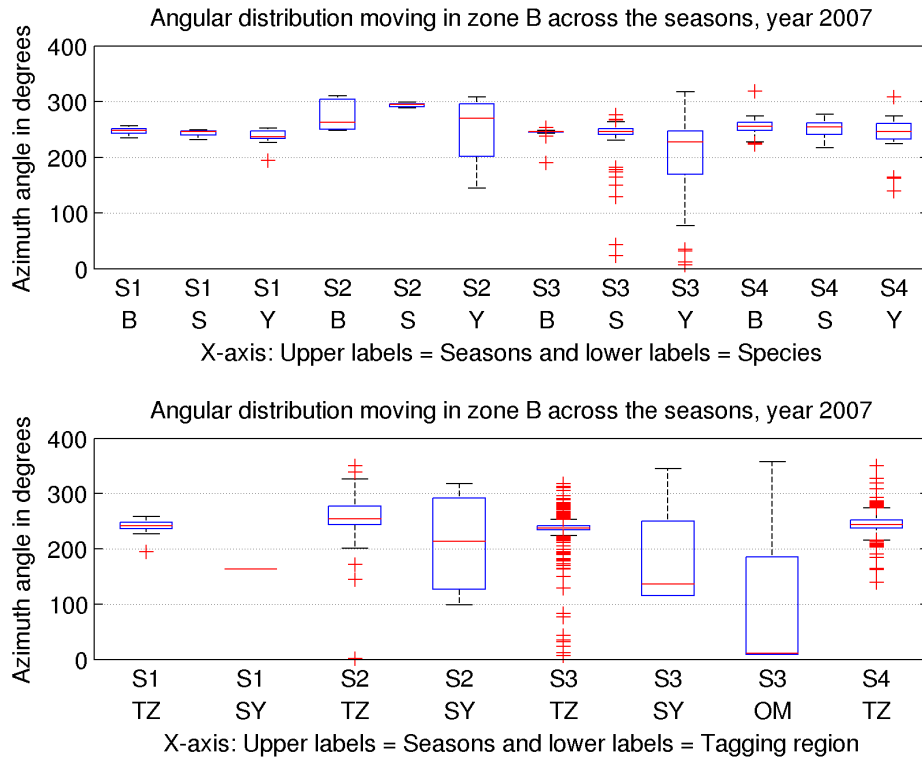 Angular distribution moving in zone B across the seasons, year 2007
Azimuth angle in degrees
400
300
200
100
0
S1 S1 S1 S2 S2 S2 S3 S3 S3 S4 S4 S4
B S Y B S Y B S Y B S Y
X-axis: Upper labels = Seasons and lower labels = Species
Angular distribution moving in zone B across the seasons, year 2007
Azimuth angle in degrees
400
300
200
100
0
S1 S1 S2 S2 S3 S3 S3 S4
TZ SY TZ SY TZ SY OM TZ
X-axis: Upper labels = Seasons and lower labels = Tagging region